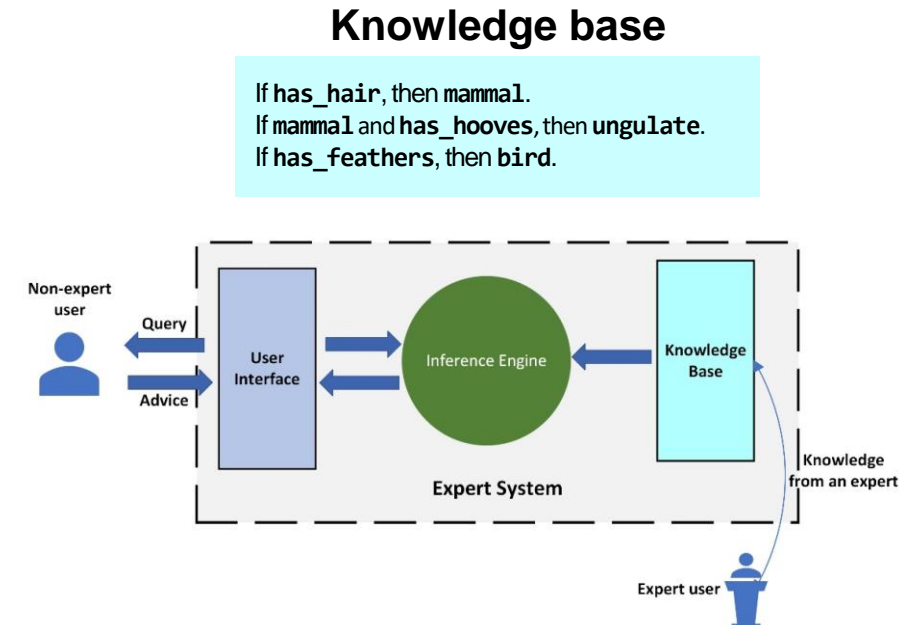 Knowledge base
If has_hair, then mammal.
If mammal and has_hooves, then ungulate.
If has_feathers, then bird.
Non-expert
user
Query
Advice
User
Interface
Inference Engine
Knowledge
Base
Expert System
Knowledge
from an expert
Expert user